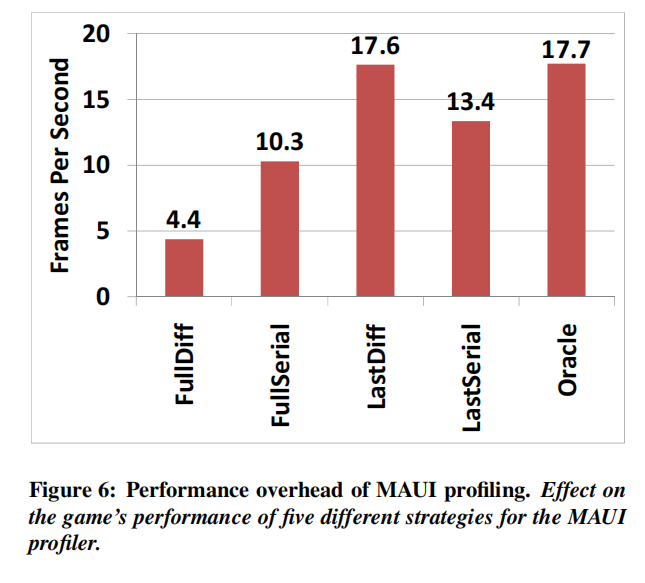 20
15
10
5
0
Frames Per Second
4.4
10.3
17.6
13.4
17.7
FullDiff
FullSerial
LastDiff
LastSerial
Oracle
Figure 6: Performance overhead of MAUI profiling. Effect on
the game's performance of five different strategies for the MAUI
profiler.